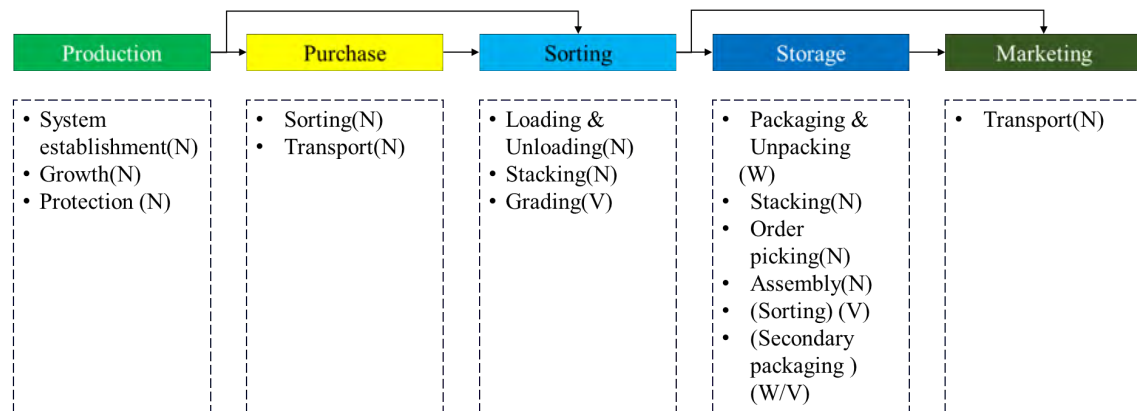 Production
Purchase
Sorting
Storage
Marketing
• System
establishment(N)
• Growth(N)
• Protection (N)
• Sorting(N)
• Transport(N)
• Loading &
Unloading(N)
• Stacking(N)
• Grading(V)
• Packaging &
Unpacking
(W)
• Stacking(N)
• Order
picking(N)
• Assembly(N)
• (Sorting) (V)
• (Secondary
packaging )
(W/V)
• Transport(N)